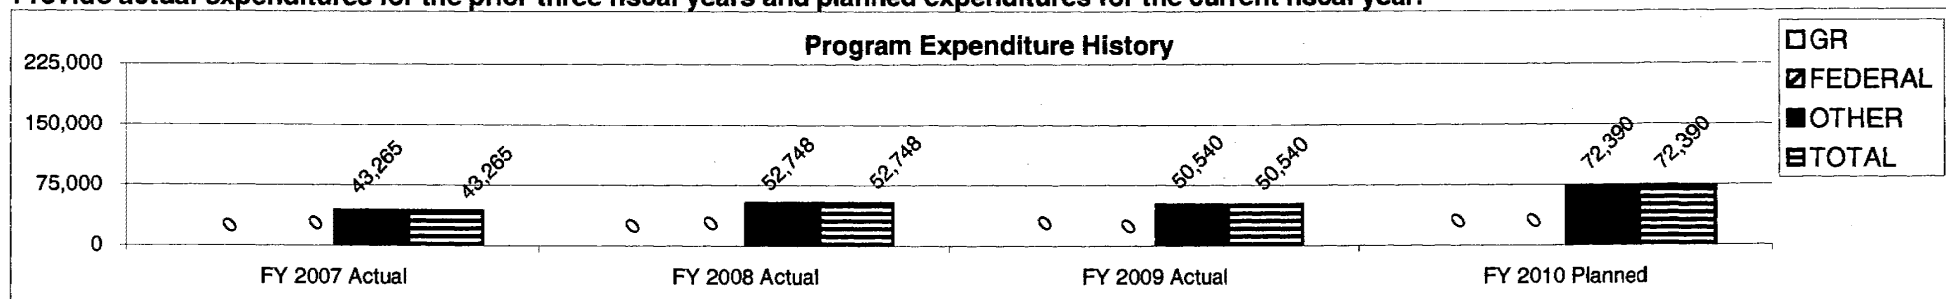 Provide actual expenditures for the prior three fiscal years and planned expenditures for the current fiscal year.
Program Expenditure History
GR
FEDERAL
OTHER
TOTAL
225,000
150,000
75,000
0
0 0 43,265 43,265
0 0 52,748 52,748
0 0 50,540 50,540
0 0 72,390 72,390
FY 2007 Actual FY 2008 Actual FY 2009 Actual FY 2010 Planned